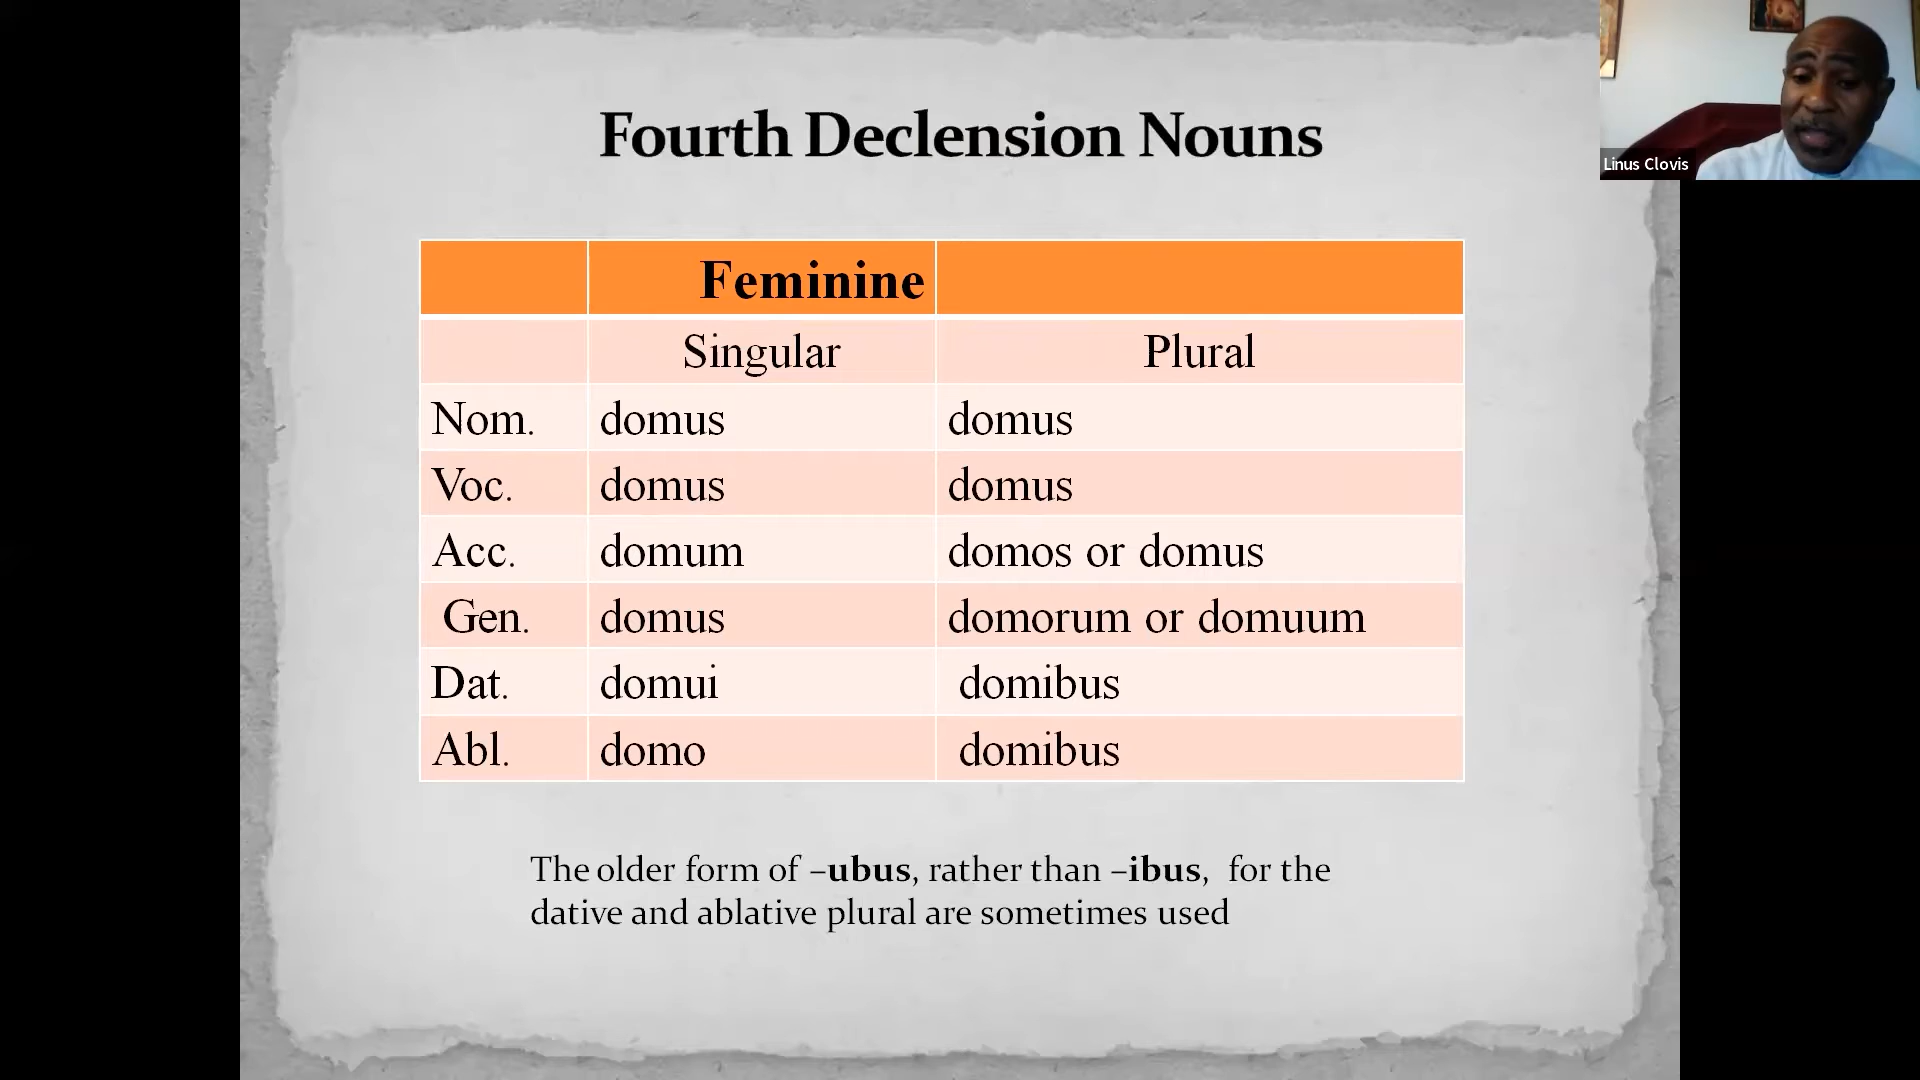 Fourth Declension Nouns
Linus Clovis
Feminine
Singular Plural
Nom. domus domus
Voc. domus domus
Acc. domum domos or domus
Gen. domus domorum or domuum
Dat. domui domibus
Abl. domo domibus
The older form of –ubus, rather than –ibus, for the
dative and ablative plural are sometimes used